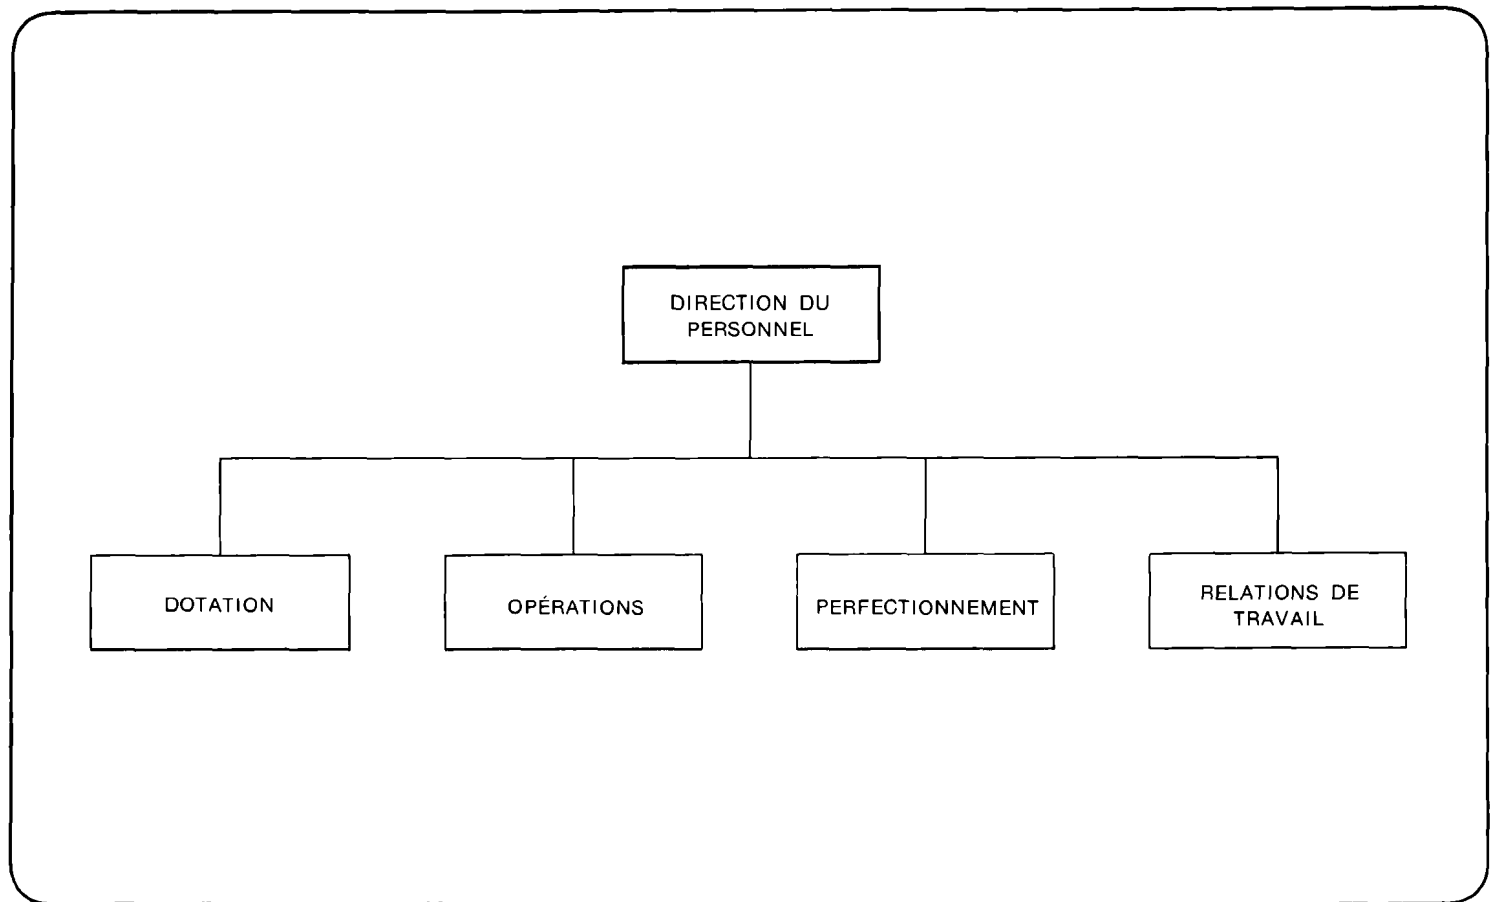 DIRECTION DU
PERSONNEL
DOTATION
OPÉRATIONS
PERFECTIONNEMENT
RELATIONS DE
TRAVAIL